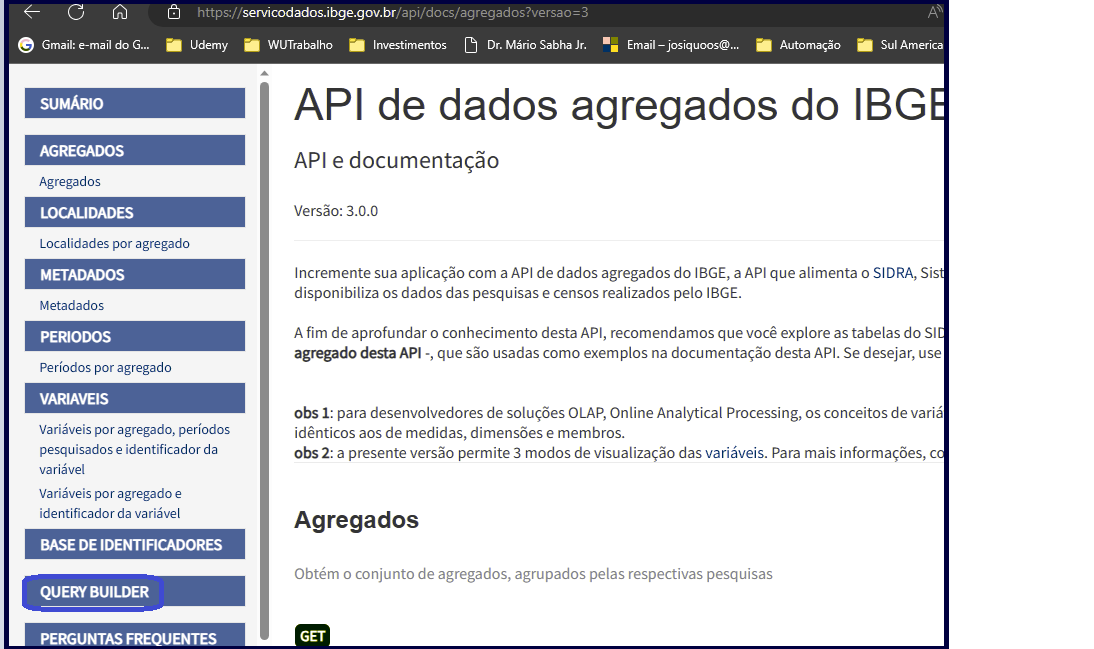 https://servicodados.ibge.gov.br/api/docs/agregados?versao=3
Gmail: e-mail do G... Udemy WUTrabalho Investimentos Dr. Mário Sabha Jr. Email – josiquoos@... Automação Sul America
SUMÁRIO
AGREGADOS
Agregados
LOCALIDADES
Localidades por agregado
METADADOS
Metadados
PERIODOS
Períodos por agregado
VARIAVEIS
Variáveis por agregado, períodos
pesquisados e identificador da
variável
Variáveis por agregado e
identificador da variável
BASE DE IDENTIFICADORES
QUERY BUILDER
PERGUNTAS FREQUENTES
API de dados agregados do IBGE
API e documentação
Versão: 3.0.0
Incremente sua aplicação com a API de dados agregados do IBGE, a API que alimenta o SIDRA, Sist
disponibiliza os dados das pesquisas e censos realizados pelo IBGE.
A fim de aprofundar o conhecimento desta API, recomendamos que você explore as tabelas do SID
agregado desta API -, que são usadas como exemplos na documentação desta API. Se desejar, use
obs 1: para desenvolvedores de soluções OLAP, Online Analytical Processing, os conceitos de variá
idênticos aos de medidas, dimensões e membros.
obs 2: a presente versão permite 3 modos de visualização das variáveis. Para mais informações, co
Agregados
Obtém o conjunto de agregados, agrupados pelas respectivas pesquisas
GET